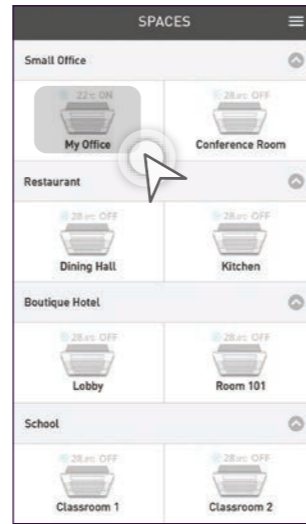 SPACES
Small Office
22°c ON
28.0°c OFF
My Office
Conference Room
Restaurant
28.0°c OFF
28.0°c OFF
Dining Hall
Kitchen
Boutique Hotel
28.0°c OFF
28.0°c OFF
Lobby
Room 101
School
28.0°c OFF
28.0°c OFF
Classroom 1
Classroom 2